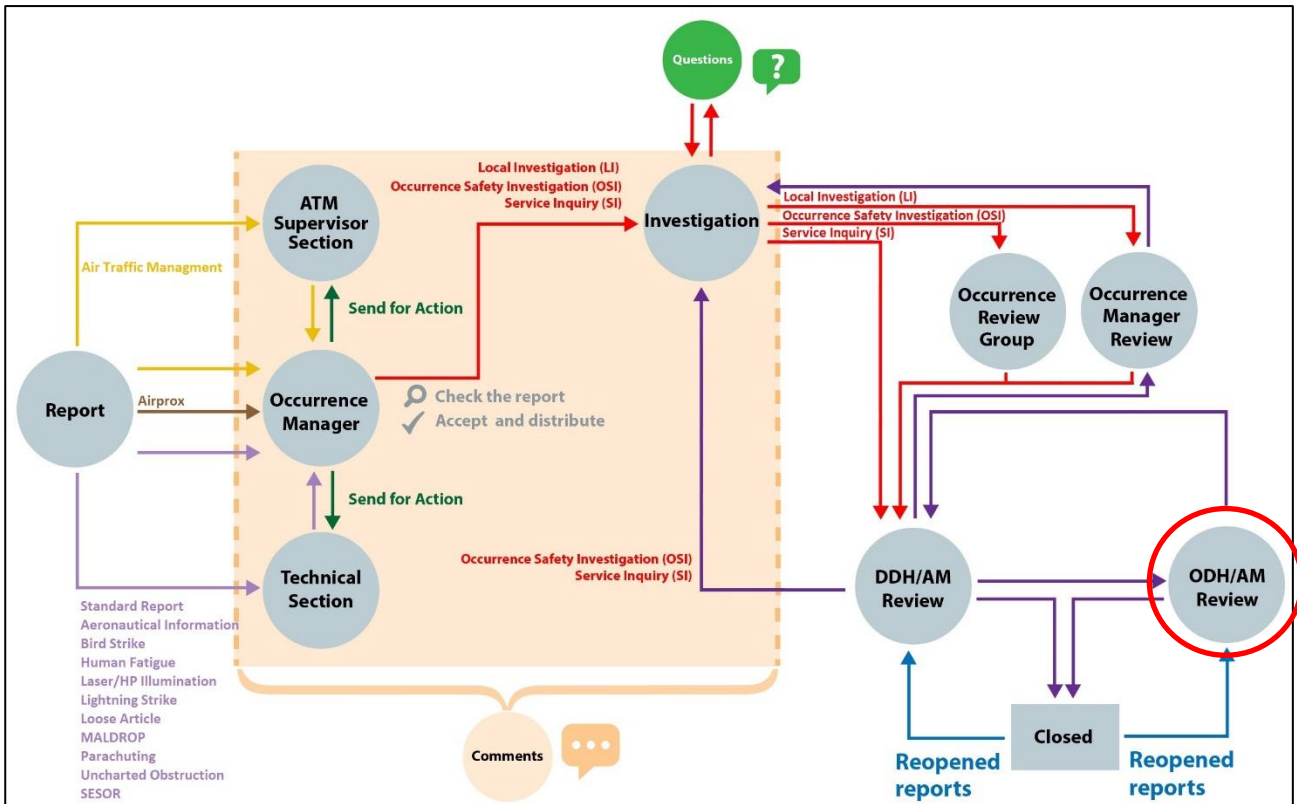 Questions
?
Local Investigation (LI)
Occurrence Safety Investigation (OSI)
Service Inquiry (SI)
ATM
Supervisor
Section
Investigation
Local Investigation (LI)
Occurrence Safety Investigation (OSI)
Service Inquiry (SI)
Air Traffic Managment
Send for Action
Occurrence
Review
Group
Occurrence
Manager
Review
Report
Airprox
Occurrence
Manager
Check the report
Accept and distribute
Send for Action
Technical
Section
Occurrence Safety Investigation (OSI)
Service Inquiry (SI)
DDH/AM
Review
ODH/AM
Review
Standard Report
Aeronautical Information
Bird Strike
Human Fatigue
Laser/HP Illumination
Lightning Strike
Loose Article
MALDROP
Parachuting
Uncharted Obstruction
SESOR
Comments
Closed
Reopened
reports
Reopened
reports